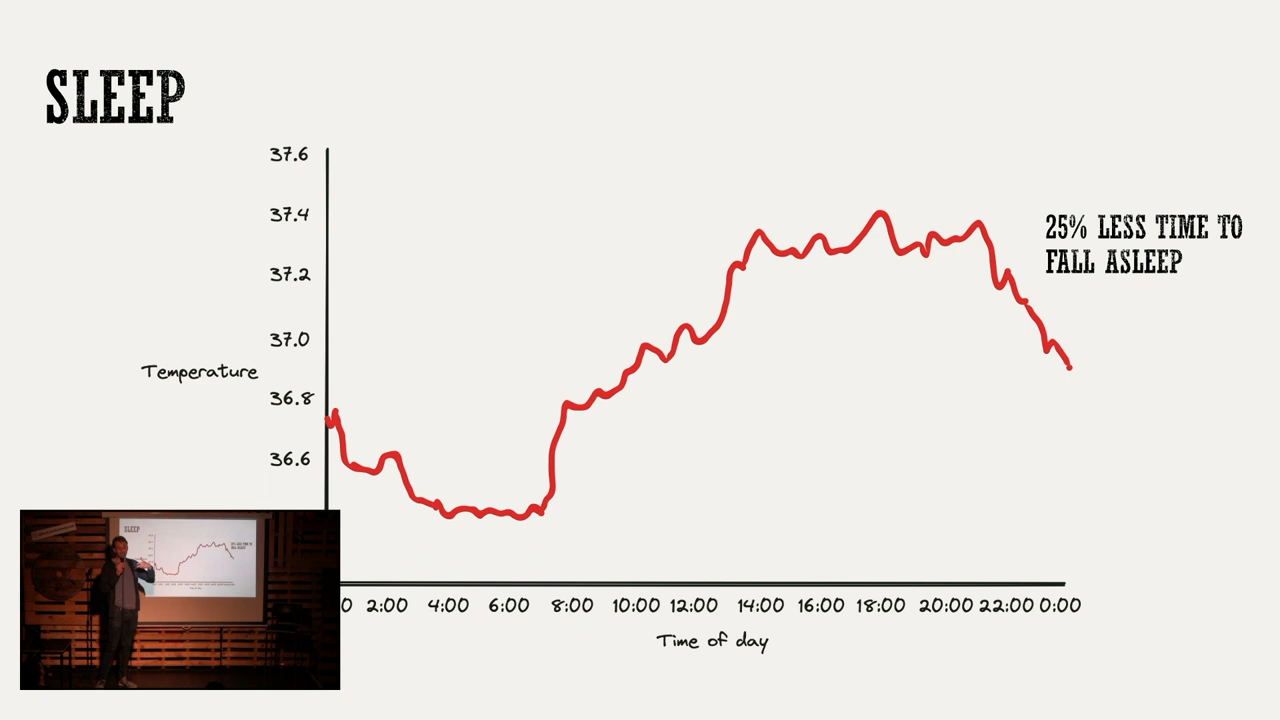 SLEEP
37.6
37.4
37.2
37.0
36.8
36.6
Temperature
25% LESS TIME TO
FALL ASLEEP
0 2:00 4:00 6:00 8:00 10:00 12:00 14:00 16:00 18:00 20:00 22:00 0:00
Time of day
SLEEP